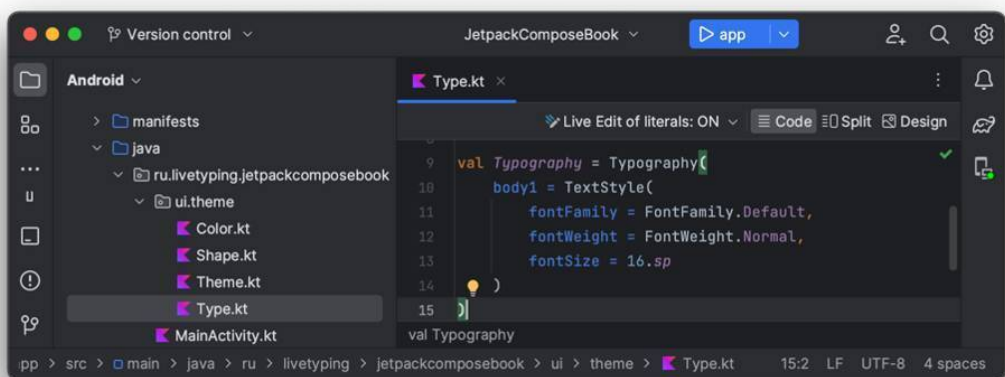 Version control
JetpackComposeBook
app
Android
Type.kt
manifests
java
ru.livetyping.jetpackcomposebook
ui.theme
Color.kt
Shape.kt
Theme.kt
Type.kt
MainActivity.kt
Live Edit of literals: ON
Code
Split
Design
9 val Typography = Typography(
10 body1 = TextStyle(
11 fontFamily = FontFamily.Default,
12 fontWeight = FontWeight.Normal,
13 fontSize = 16.sp
14 )
15 )
val Typography
app > src > main > java > ru > livetyping > jetpackcomposebook > ui > theme > Type.kt 15:2 LF UTF-8 4 spaces